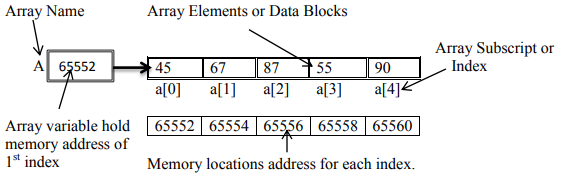 Array Name
Array Elements or Data Blocks
Array Subscript or
Index
A 65552
45 67 87 55 90
a[0] a[1] a[2] a[3] a[4]
Array variable hold
memory address of
1st index
65552 65554 65556 65558 65560
Memory locations address for each index.